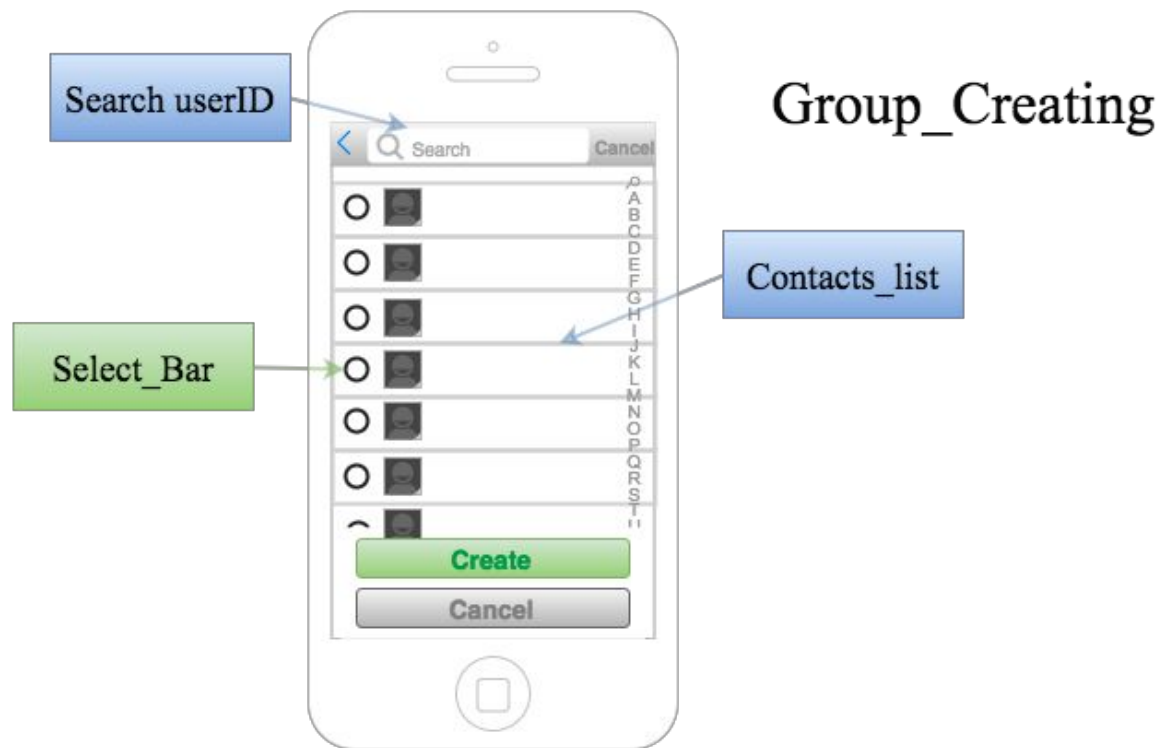 Group_Creating
Search userID
Search
Cancel
A
B
C
D
E
F
G
H
I
J
K
L
M
N
O
P
Q
R
S
T
Contacts_list
Select_Bar
Create
Cancel